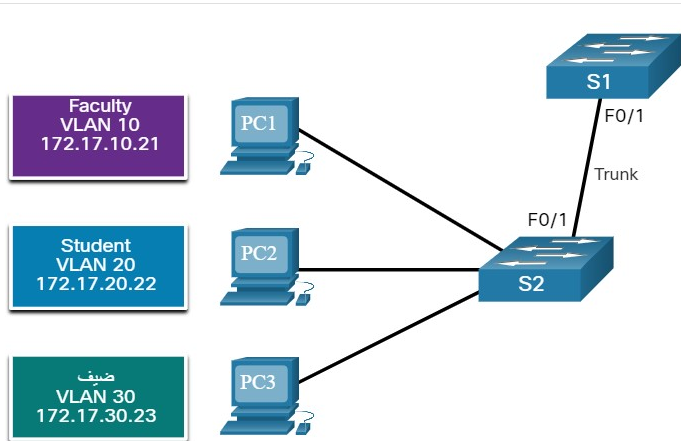 Faculty
VLAN 10
172.17.10.21
PC1
S1
F0/1
Trunk
F0/1
Student
VLAN 20
172.17.20.22
PC2
S2
ضيف
VLAN 30
172.17.30.23
PC3